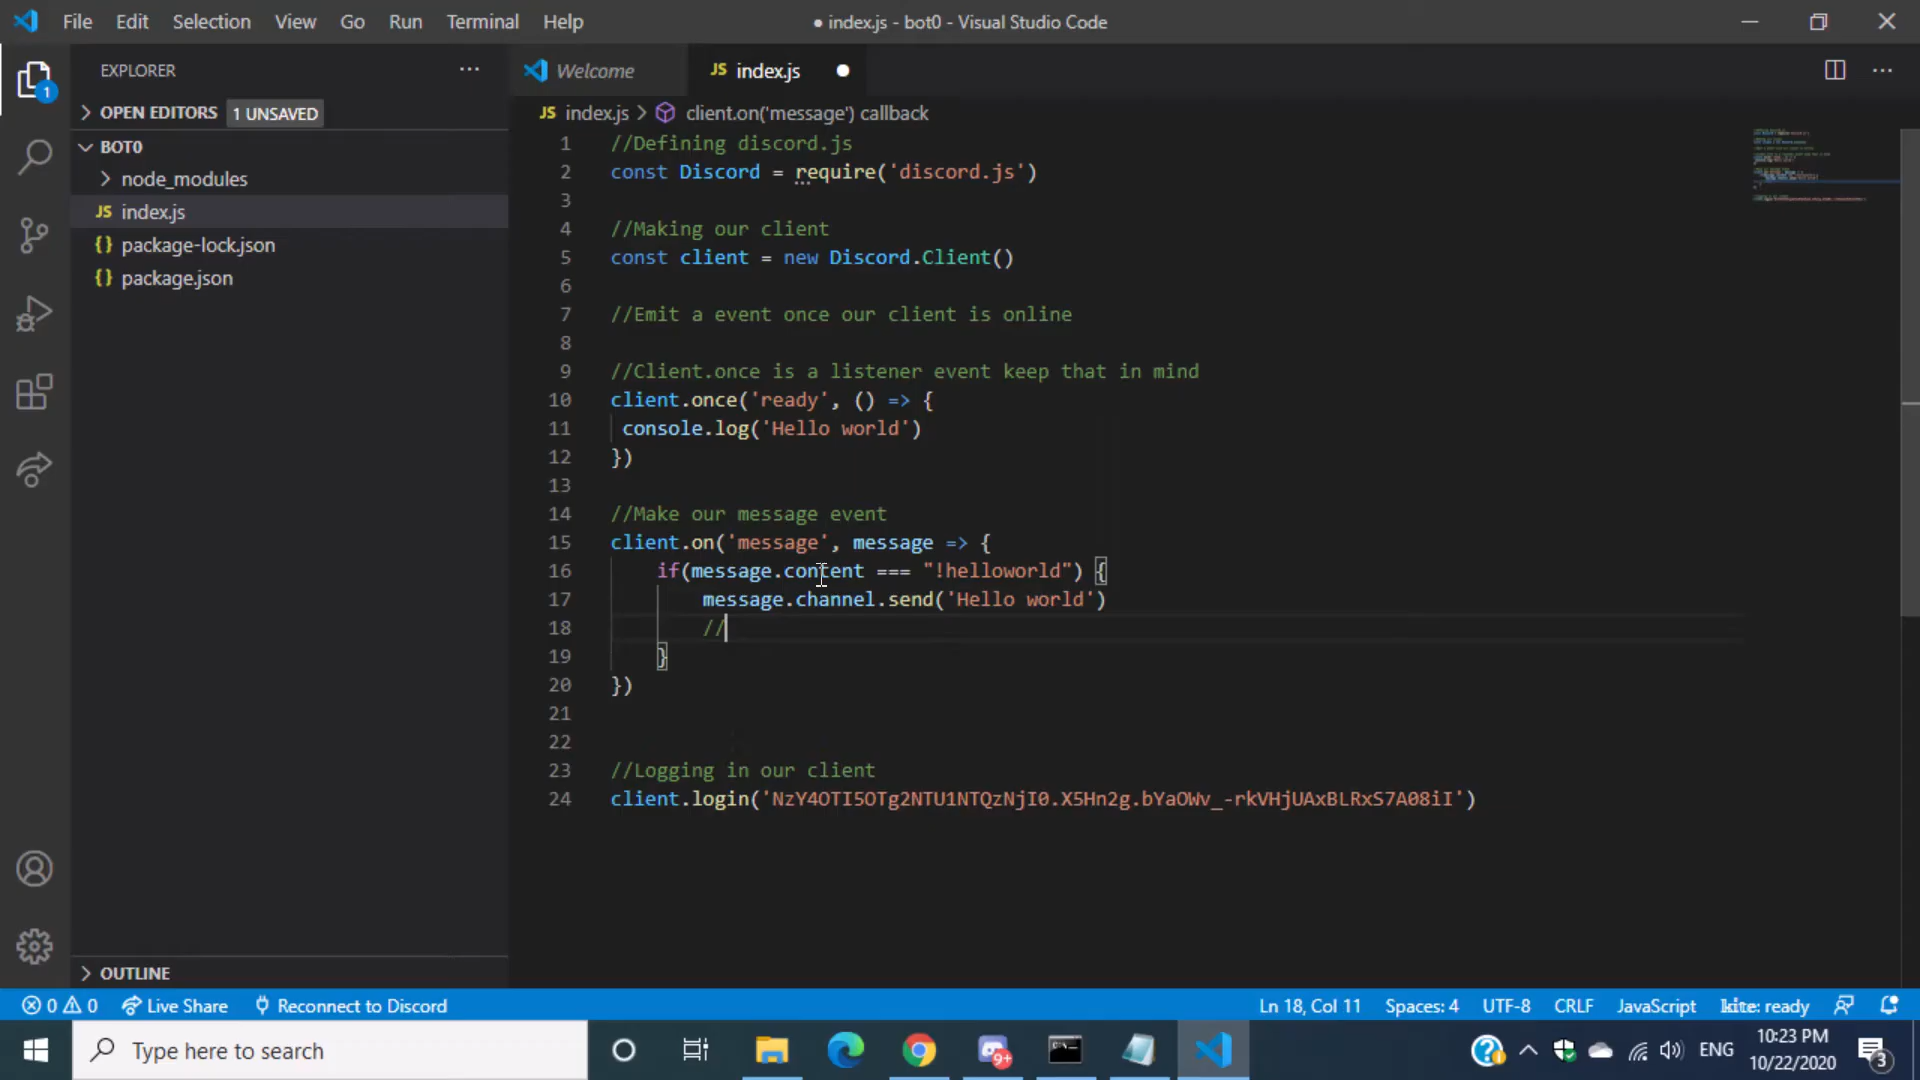 File Edit Selection View Go Run Terminal Help
● index.js - bot0 - Visual Studio Code
EXPLORER
OPEN EDITORS 1 UNSAVED
BOT0
node_modules
JS index.js
{} package-lock.json
{} package.json
OUTLINE
1
Welcome
JS index.js
JS index.js > client.on('message') callback
1 //Defining discord.js
2 const Discord = require('discord.js')
3
4 //Making our client
5 const client = new Discord.Client()
6
7 //Emit a event once our client is online
8
9 //Client.once is a listener event keep that in mind
10 client.once('ready', () => {
11 console.log('Hello world')
12 })
13
14 //Make our message event
15 client.on('message', message => {
16 if(message.content === "!helloworld") {
17 message.channel.send('Hello world')
18 //
19 }
20 })
21
22
23 //Logging in our client
24 client.login('NzY4OTI5OTg2NTU1NTQzNjI0.X5Hn2g.bYaOWv_-rkVHjUAxBLRxS7A08iI')
0 0 Live Share Reconnect to Discord
Ln 18, Col 11 Spaces: 4 UTF-8 CRLF JavaScript kite: ready
Type here to search
9+
ENG
10:23 PM
10/22/2020
3